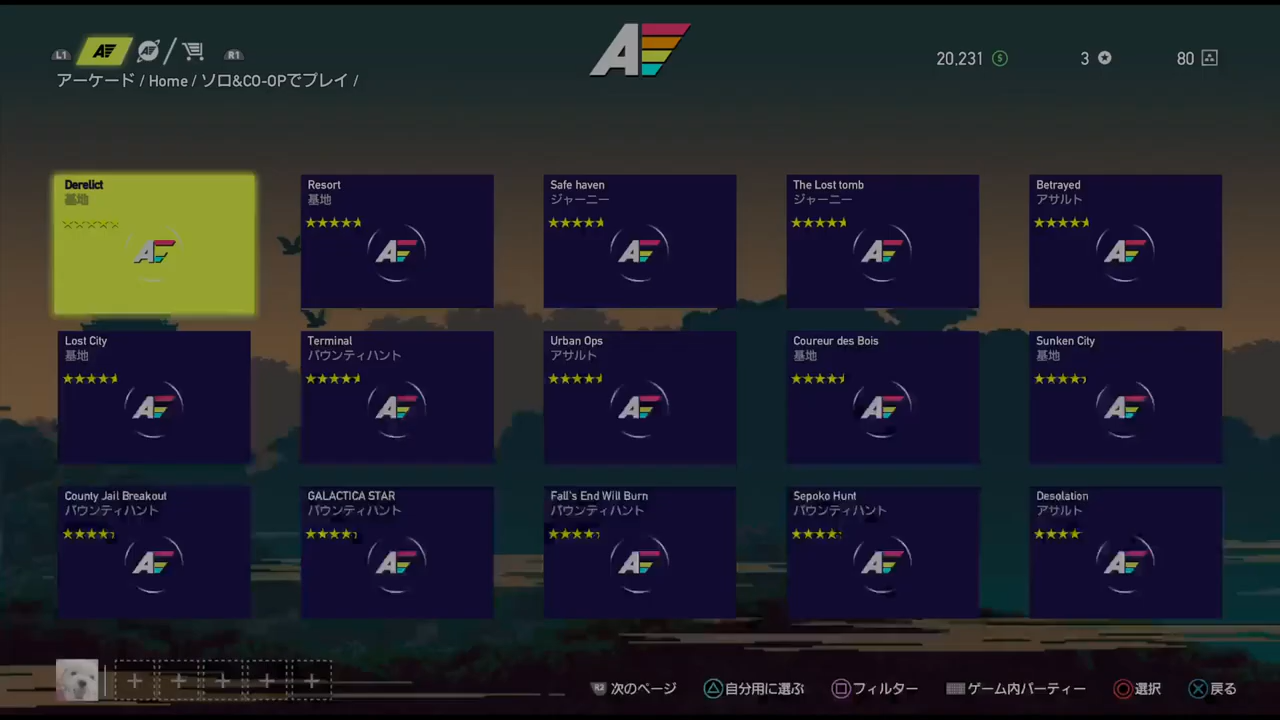 L1
R1
アーケード / Home / ソロ&CO-OPでプレイ /
20,231
3
80
Derelict
基地
Resort
基地
Safe haven
ジャーニー
The Lost tomb
ジャーニー
Betrayed
アサルト
Lost City
基地
Terminal
バウンティハント
Urban Ops
アサルト
Coureur des Bois
基地
Sunken City
基地
County Jail Breakout
バウンティハント
GALACTICA STAR
バウンティハント
Fall's End Will Burn
バウンティハント
Sepoko Hunt
バウンティハント
Desolation
アサルト
R2 次のページ
自分用に選ぶ
フィルター
ゲーム内パーティー
選択
戻る